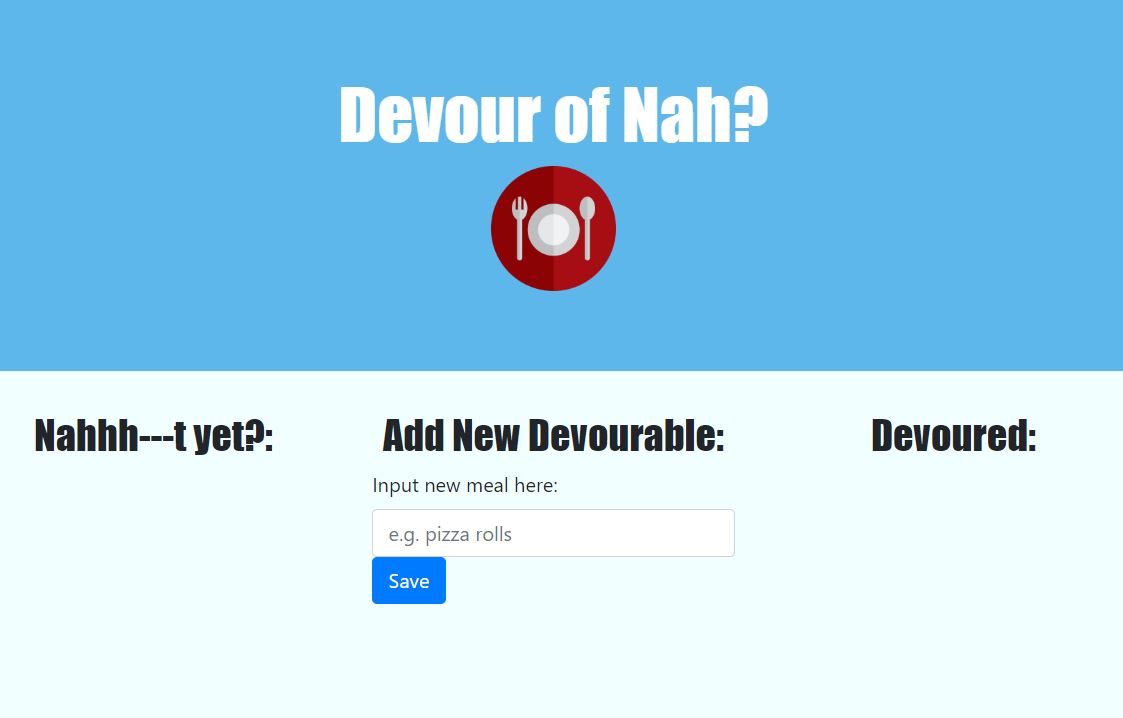 Devour of Nah?
Nahhh---t yet?:
Add New Devourable:
Input new meal here:
e.g. pizza rolls
Save
Devoured: